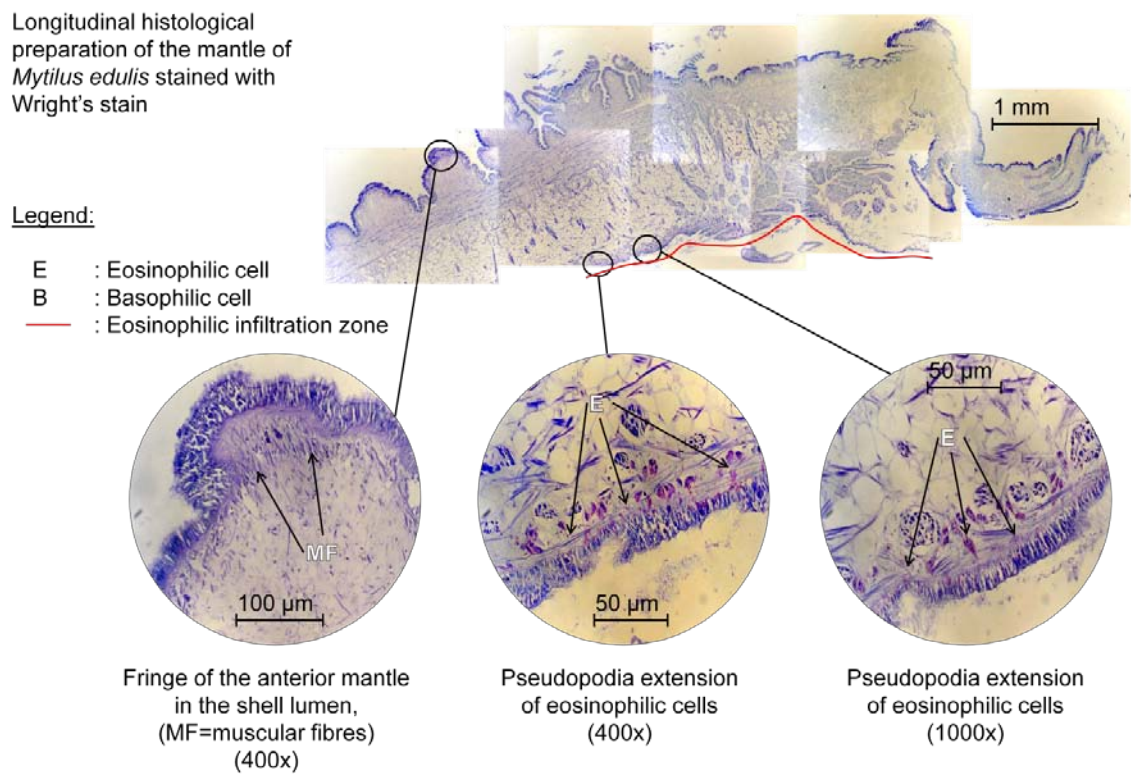 Longitudinal histological
preparation of the mantle of
Mytilus edulis stained with
Wright's stain
1 mm
Legend:
E : Eosinophilic cell
B : Basophilic cell
: Eosinophilic infiltration zone
MF
100 µm
E
50 µm
50 µm
E
Fringe of the anterior mantle
in the shell lumen,
(MF=muscular fibres)
(400x)
Pseudopodia extension
of eosinophilic cells
(400x)
Pseudopodia extension
of eosinophilic cells
(1000x)